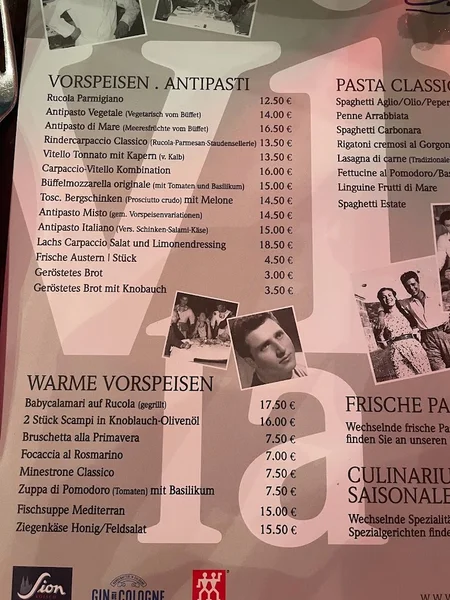 VORSPEISEN . ANTIPASTI
Rucola Parmigiano 12.50 €
Antipasto Vegetale (Vegetarisch vom Büffet) 14.00 €
Antipasto di Mare (Meeresfrüchte vom Büffet) 16.50 €
Rindercarpaccio Classico (Rucola-Parmesan-Staudensellerie) 13.50 €
Vitello Tonnato mit Kapern (v. Kalb) 13.50 €
Carpaccio-Vitello Kombination 16.00 €
Büffelmozzarella originale (mit Tomaten und Basilikum) 15.00 €
Tosc. Bergschinken (Prosciutto crudo) mit Melone 14.50 €
Antipasto Misto (gem. Vorspeisenvariationen) 14.50 €
Antipasto Italiano (Vers. Schinken-Salami-Käse) 15.00 €
Lachs Carpaccio Salat und Limonendressing 18.50 €
Frische Austern | Stück 4.50 €
Geröstetes Brot 3.00 €
Geröstetes Brot mit Knobauch 3.50 €
WARME VORSPEISEN
Babycalamari auf Rucola (gegrillt) 17.50 €
2 Stück Scampi in Knoblauch-Olivenöl 16.00 €
Bruschetta alla Primavera 7.50 €
Focaccia al Rosmarino 7.00 €
Minestrone Classico 7.50 €
Zuppa di Pomodoro (Tomaten) mit Basilikum 7.50 €
Fischsuppe Mediterran 15.00 €
Ziegenkäse Honig/Feldsalat 15.50 €
PASTA CLASSIC
Spaghetti Aglio/Olio/Peper
Penne Arrabbiata
Spaghetti Carbonara
Rigatoni cremosi al Gorgon
Lasagna di carne (Traditionale
Fettucine al Pomodoro/Bas
Linguine Frutti di Mare
Spaghetti Estate
FRISCHE PA
Wechselnde frische Pa
finden Sie an unseren
CULINARIU
SAISONALE
Wechselnde Spezialitä
Spezialgerichten finde
Sion
GIN DE COLOGNE
www.